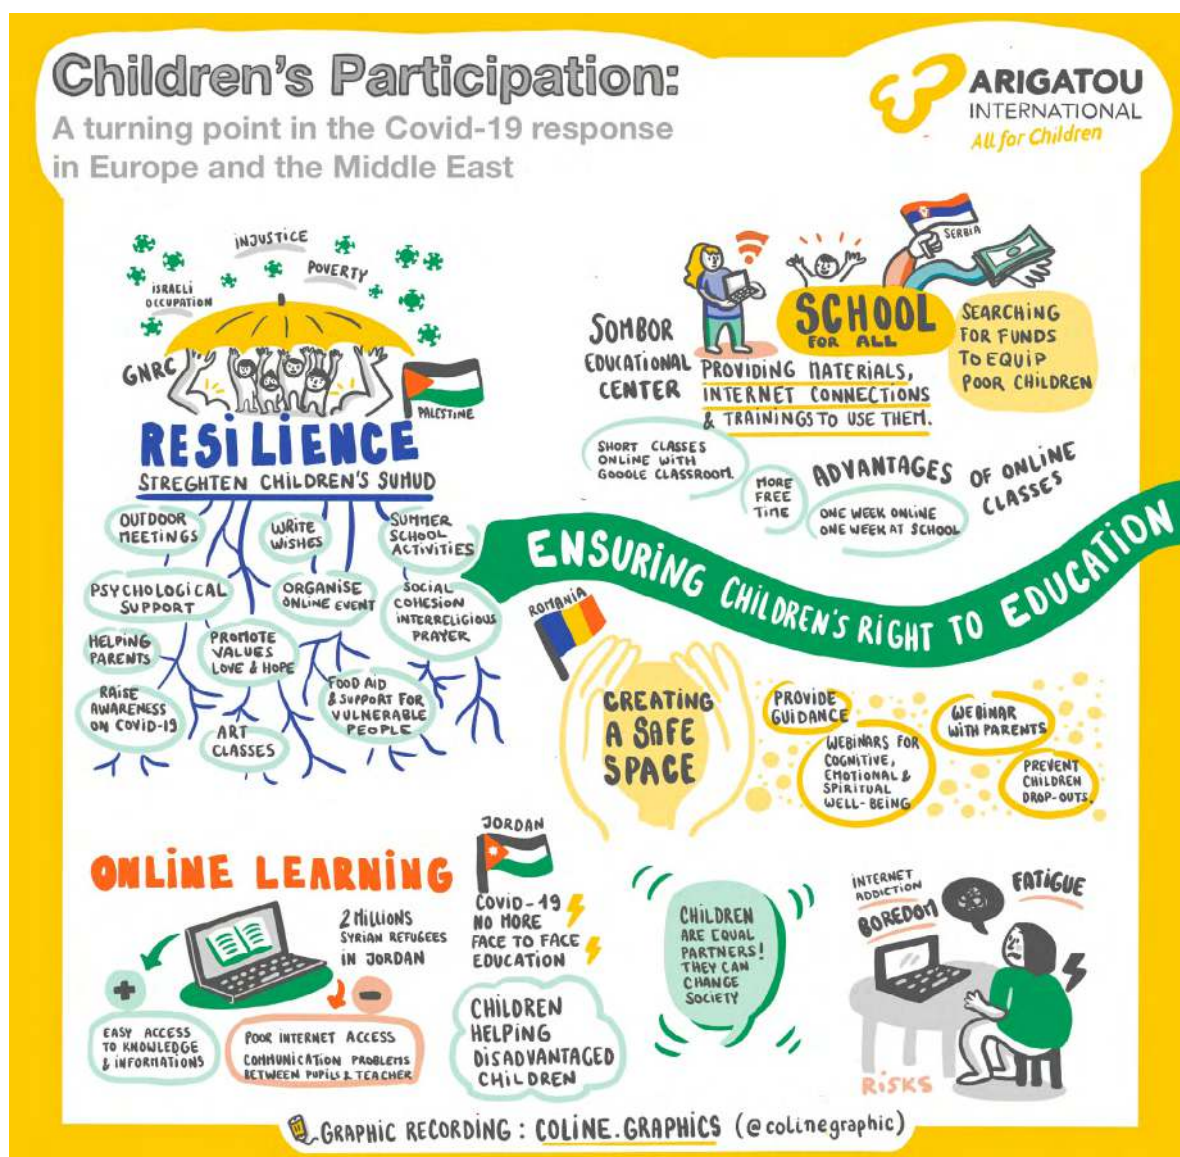 Children's Participation:
A turning point in the Covid-19 response
in Europe and the Middle East
ARIGATOU
INTERNATIONAL
All for Children
INJUSTICE
POVERTY
ISRAELI
OCCUPATION
GNRC
PALESTINE
RESILIENCE
STREGHTEN CHILDREN'S SUMUD
OUTDOOR
MEETINGS
WRITE
WISHES
SUMMER
SCHOOL
ACTIVITIES
PSYCHOLOGICAL
SUPPORT
ORGANISE
ONLINE EVENT
SOCIAL
COHESION
INTERRELIGIOUS
PRAYER
HELPING
PARENTS
PROMOTE
VALUES
LOVE & HOPE
RAISE
AWARENESS
ON COVID-19
ART
CLASSES
FOOD AID
& SUPPORT FOR
VULNERABLE
PEOPLE
SERBIA
SOMBOR
EDUCATIONAL
CENTER
SCHOOL
FOR ALL
PROVIDING MATERIALS,
INTERNET CONNECTIONS
& TRAININGS TO USE THEM.
SEARCHING
FOR FUNDS
TO EQUIP
POOR CHILDREN
SHORT CLASSES
ONLINE WITH
GOOGLE CLASSROOM.
MORE
FREE
TIME
ADVANTAGES
OF ONLINE
CLASSES
ONE WEEK ONLINE
ONE WEEK AT SCHOOL
ENSURING CHILDREN'S RIGHT TO EDUCATION
ROMANIA
CREATING
A SAFE
SPACE
PROVIDE
GUIDANCE
WEBINARS FOR
COGNITIVE,
EMOTIONAL &
SPIRITUAL
WELL-BEING
WEBINAR
WITH PARENTS
PREVENT
CHILDREN
DROP-OUTS.
ONLINE LEARNING
2 MILLIONS
SYRIAN REFUGEES
IN JORDAN
+
EASY ACCESS
TO KNOWLEDGE
& INFORMATIONS
-
POOR INTERNET ACCESS
COMMUNICATION PROBLEMS
BETWEEN PUPILS & TEACHER
JORDAN
COVID-19
NO MORE
FACE TO FACE
EDUCATION
CHILDREN
HELPING
DISADVANTAGED
CHILDREN
CHILDREN
ARE EQUAL
PARTNERS!
THEY CAN
CHANGE
SOCIETY
INTERNET
ADDICTION
BOREDOM
FATIGUE
RISKS
GRAPHIC RECORDING : COLINE.GRAPHICS (@colinegraphic)